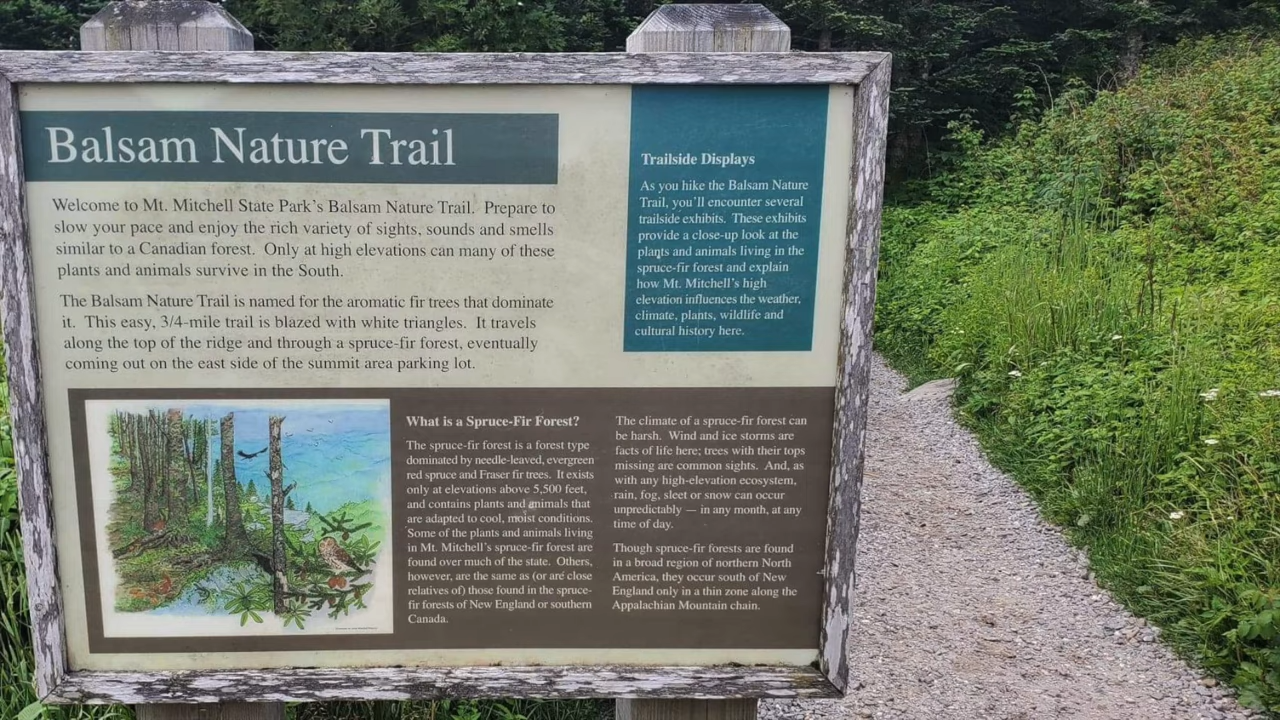 Balsam Nature Trail
Welcome to Mt. Mitchell State Park's Balsam Nature Trail. Prepare to
slow your pace and enjoy the rich variety of sights, sounds and smells
similar to a Canadian forest. Only at high elevations can many of these
plants and animals survive in the South.
The Balsam Nature Trail is named for the aromatic fir trees that dominate
it. This easy, 3/4-mile trail is blazed with white triangles. It travels
along the top of the ridge and through a spruce-fir forest, eventually
coming out on the east side of the summit area parking lot.
Trailside Displays
As you hike the Balsam Nature
Trail, you'll encounter several
trailside exhibits. These exhibits
provide a close-up look at the
plants and animals living in the
spruce-fir forest and explain
how Mt. Mitchell's high
elevation influences the weather,
climate, plants, wildlife and
cultural history here.
What is a Spruce-Fir Forest?
The spruce-fir forest is a forest type
dominated by needle-leaved, evergreen
red spruce and Fraser fir trees. It exists
only at elevations above 5,500 feet,
and contains plants and animals that
are adapted to cool, moist conditions.
Some of the plants and animals living
in Mt. Mitchell's spruce-fir forest are
found over much of the state. Others,
however, are the same as (or are close
relatives of) those found in the spruce-
fir forests of New England or southern
Canada.
The climate of a spruce-fir forest can
be harsh. Wind and ice storms are
facts of life here; trees with their tops
missing are common sights. And, as
with any high-elevation ecosystem,
rain, fog, sleet or snow can occur
unpredictably — in any month, at any
time of day.
Though spruce-fir forests are found
in a broad region of northern North
America, they occur south of New
England only in a thin zone along the
Appalachian Mountain chain.